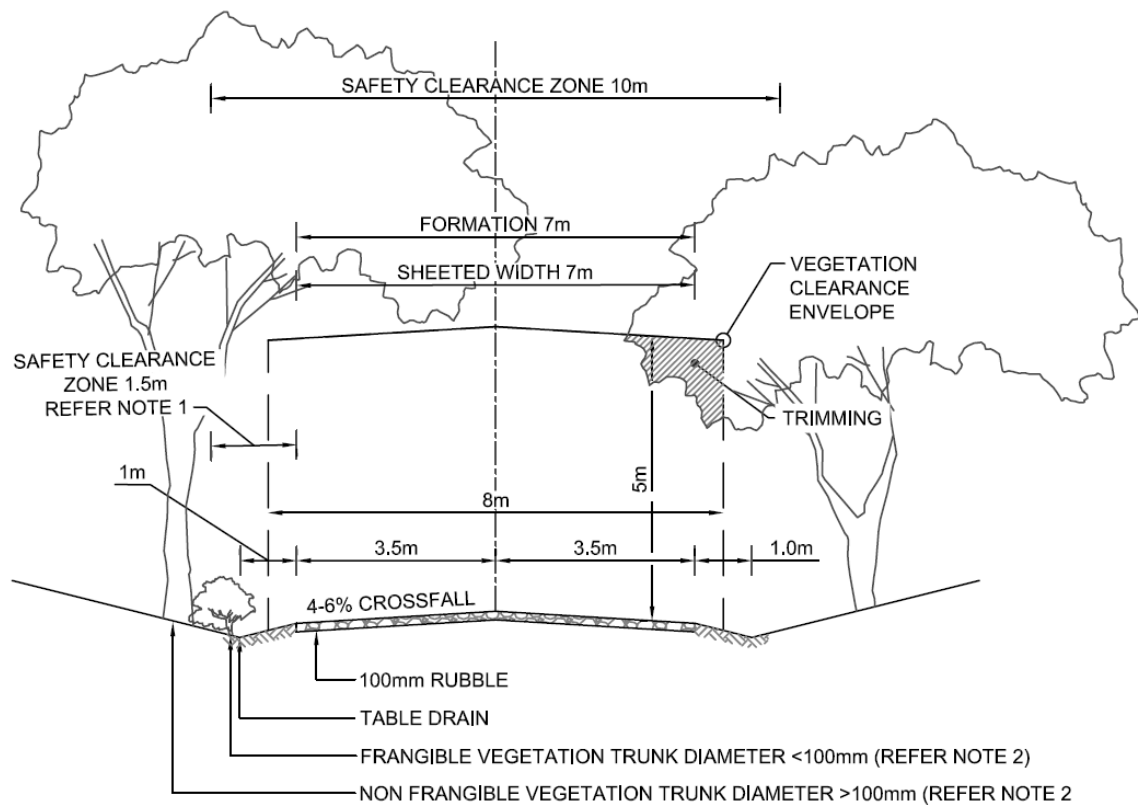 SAFETY CLEARANCE ZONE 10m
FORMATION 7m
SHEETED WIDTH 7m
VEGETATION
CLEARANCE
ENVELOPE
SAFETY CLEARANCE
ZONE 1.5m
REFER NOTE 1
TRIMMING
1m
5m
8m
3.5m
3.5m
1.0m
4-6% CROSSFALL
100mm RUBBLE
TABLE DRAIN
FRANGIBLE VEGETATION TRUNK DIAMETER <100mm (REFER NOTE 2)
NON FRANGIBLE VEGETATION TRUNK DIAMETER >100mm (REFER NOTE 2